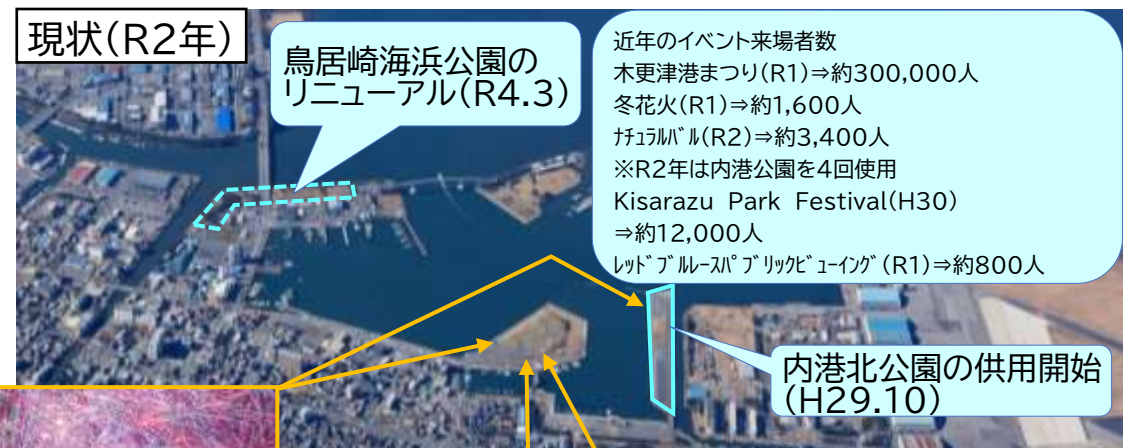 現状(R2年)
鳥居崎海浜公園の
リニューアル(R4.3)
近年のイベント来場者数
木更津港まつり(R1)⇒約300,000人
冬花火(R1)⇒約1,600人
ﾅﾁｭﾗﾙﾊﾞﾙ(R2)⇒約3,400人
※R2年は内港公園を4回使用
Kisarazu Park Festival(H30)
⇒約12,000人
ﾚｯﾄﾞﾌﾞﾙﾚｰｽﾊﾟﾌﾞﾘｯｸﾋﾞｭｰｲﾝｸﾞ(R1)⇒約800人
内港北公園の供用開始
(H29.10)